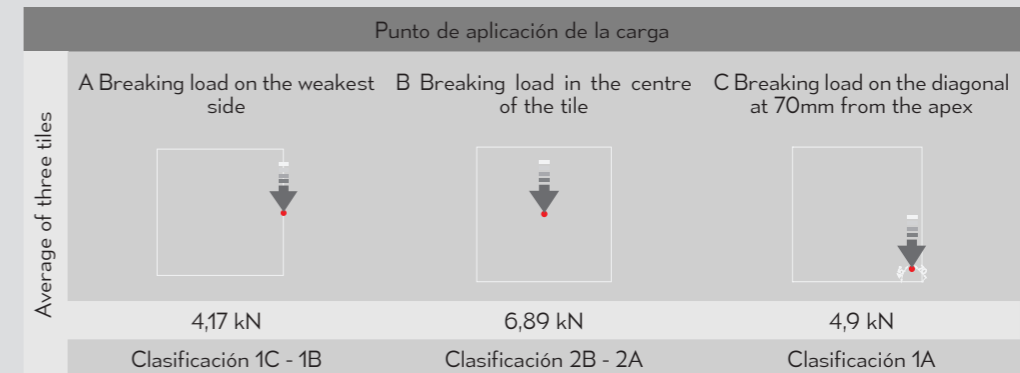 Punto de aplicación de la carga
Average of three tiles
A Breaking load on the weakest
side
B Breaking load in the centre
of the tile
C Breaking load on the diagonal
at 70mm from the apex
4,17 kN
6,89 kN
4,9 kN
Clasificación 1C - 1B
Clasificación 2B - 2A
Clasificación 1A